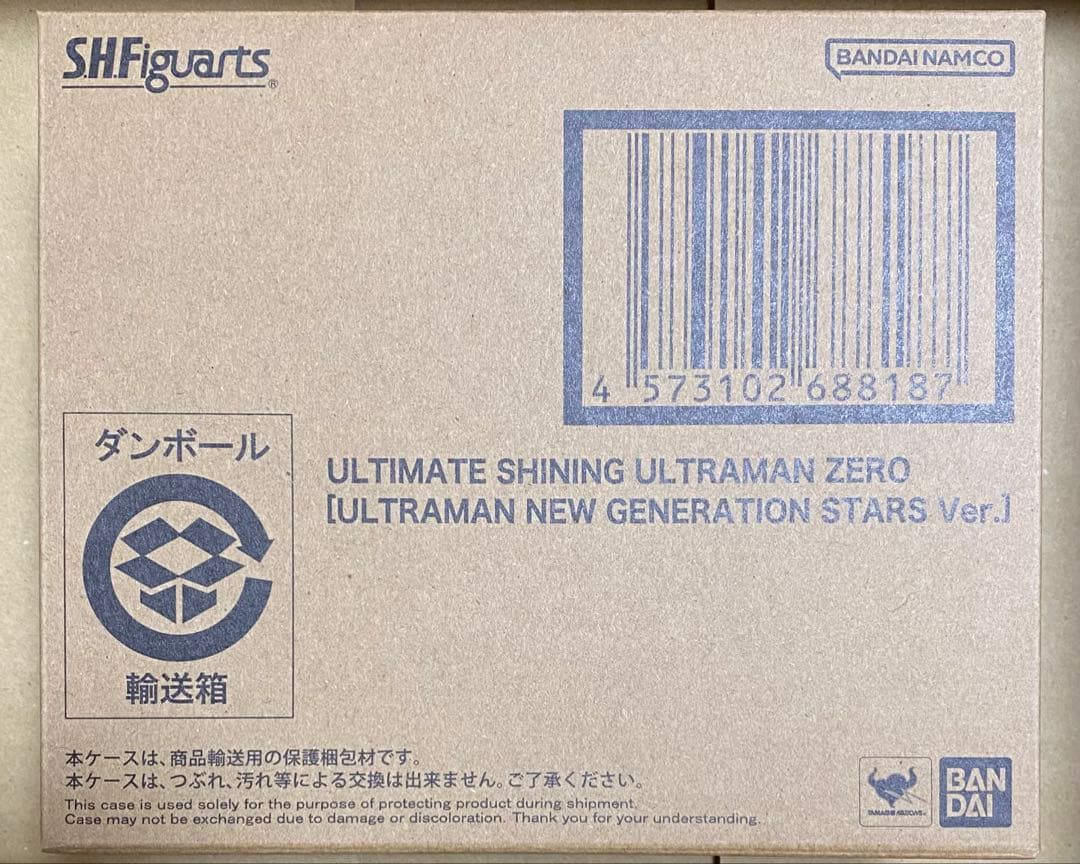 S.H.Figuarts®
BANDAI NAMCO
4 573102 688187
ダンボール
輸送箱
ULTIMATE SHINING ULTRAMAN ZERO
[ULTRAMAN NEW GENERATION STARS Ver.]
本ケースは、商品輸送用の保護梱包材です。
本ケースは、つぶれ、汚れ等による交換は出来ません。ご了承ください。
This case is used solely for the purpose of protecting product during shipment.
Case may not be exchanged due to damage or discoloration. Thank you for your understanding.
TAMASHII NATIONS
BAN
DAI